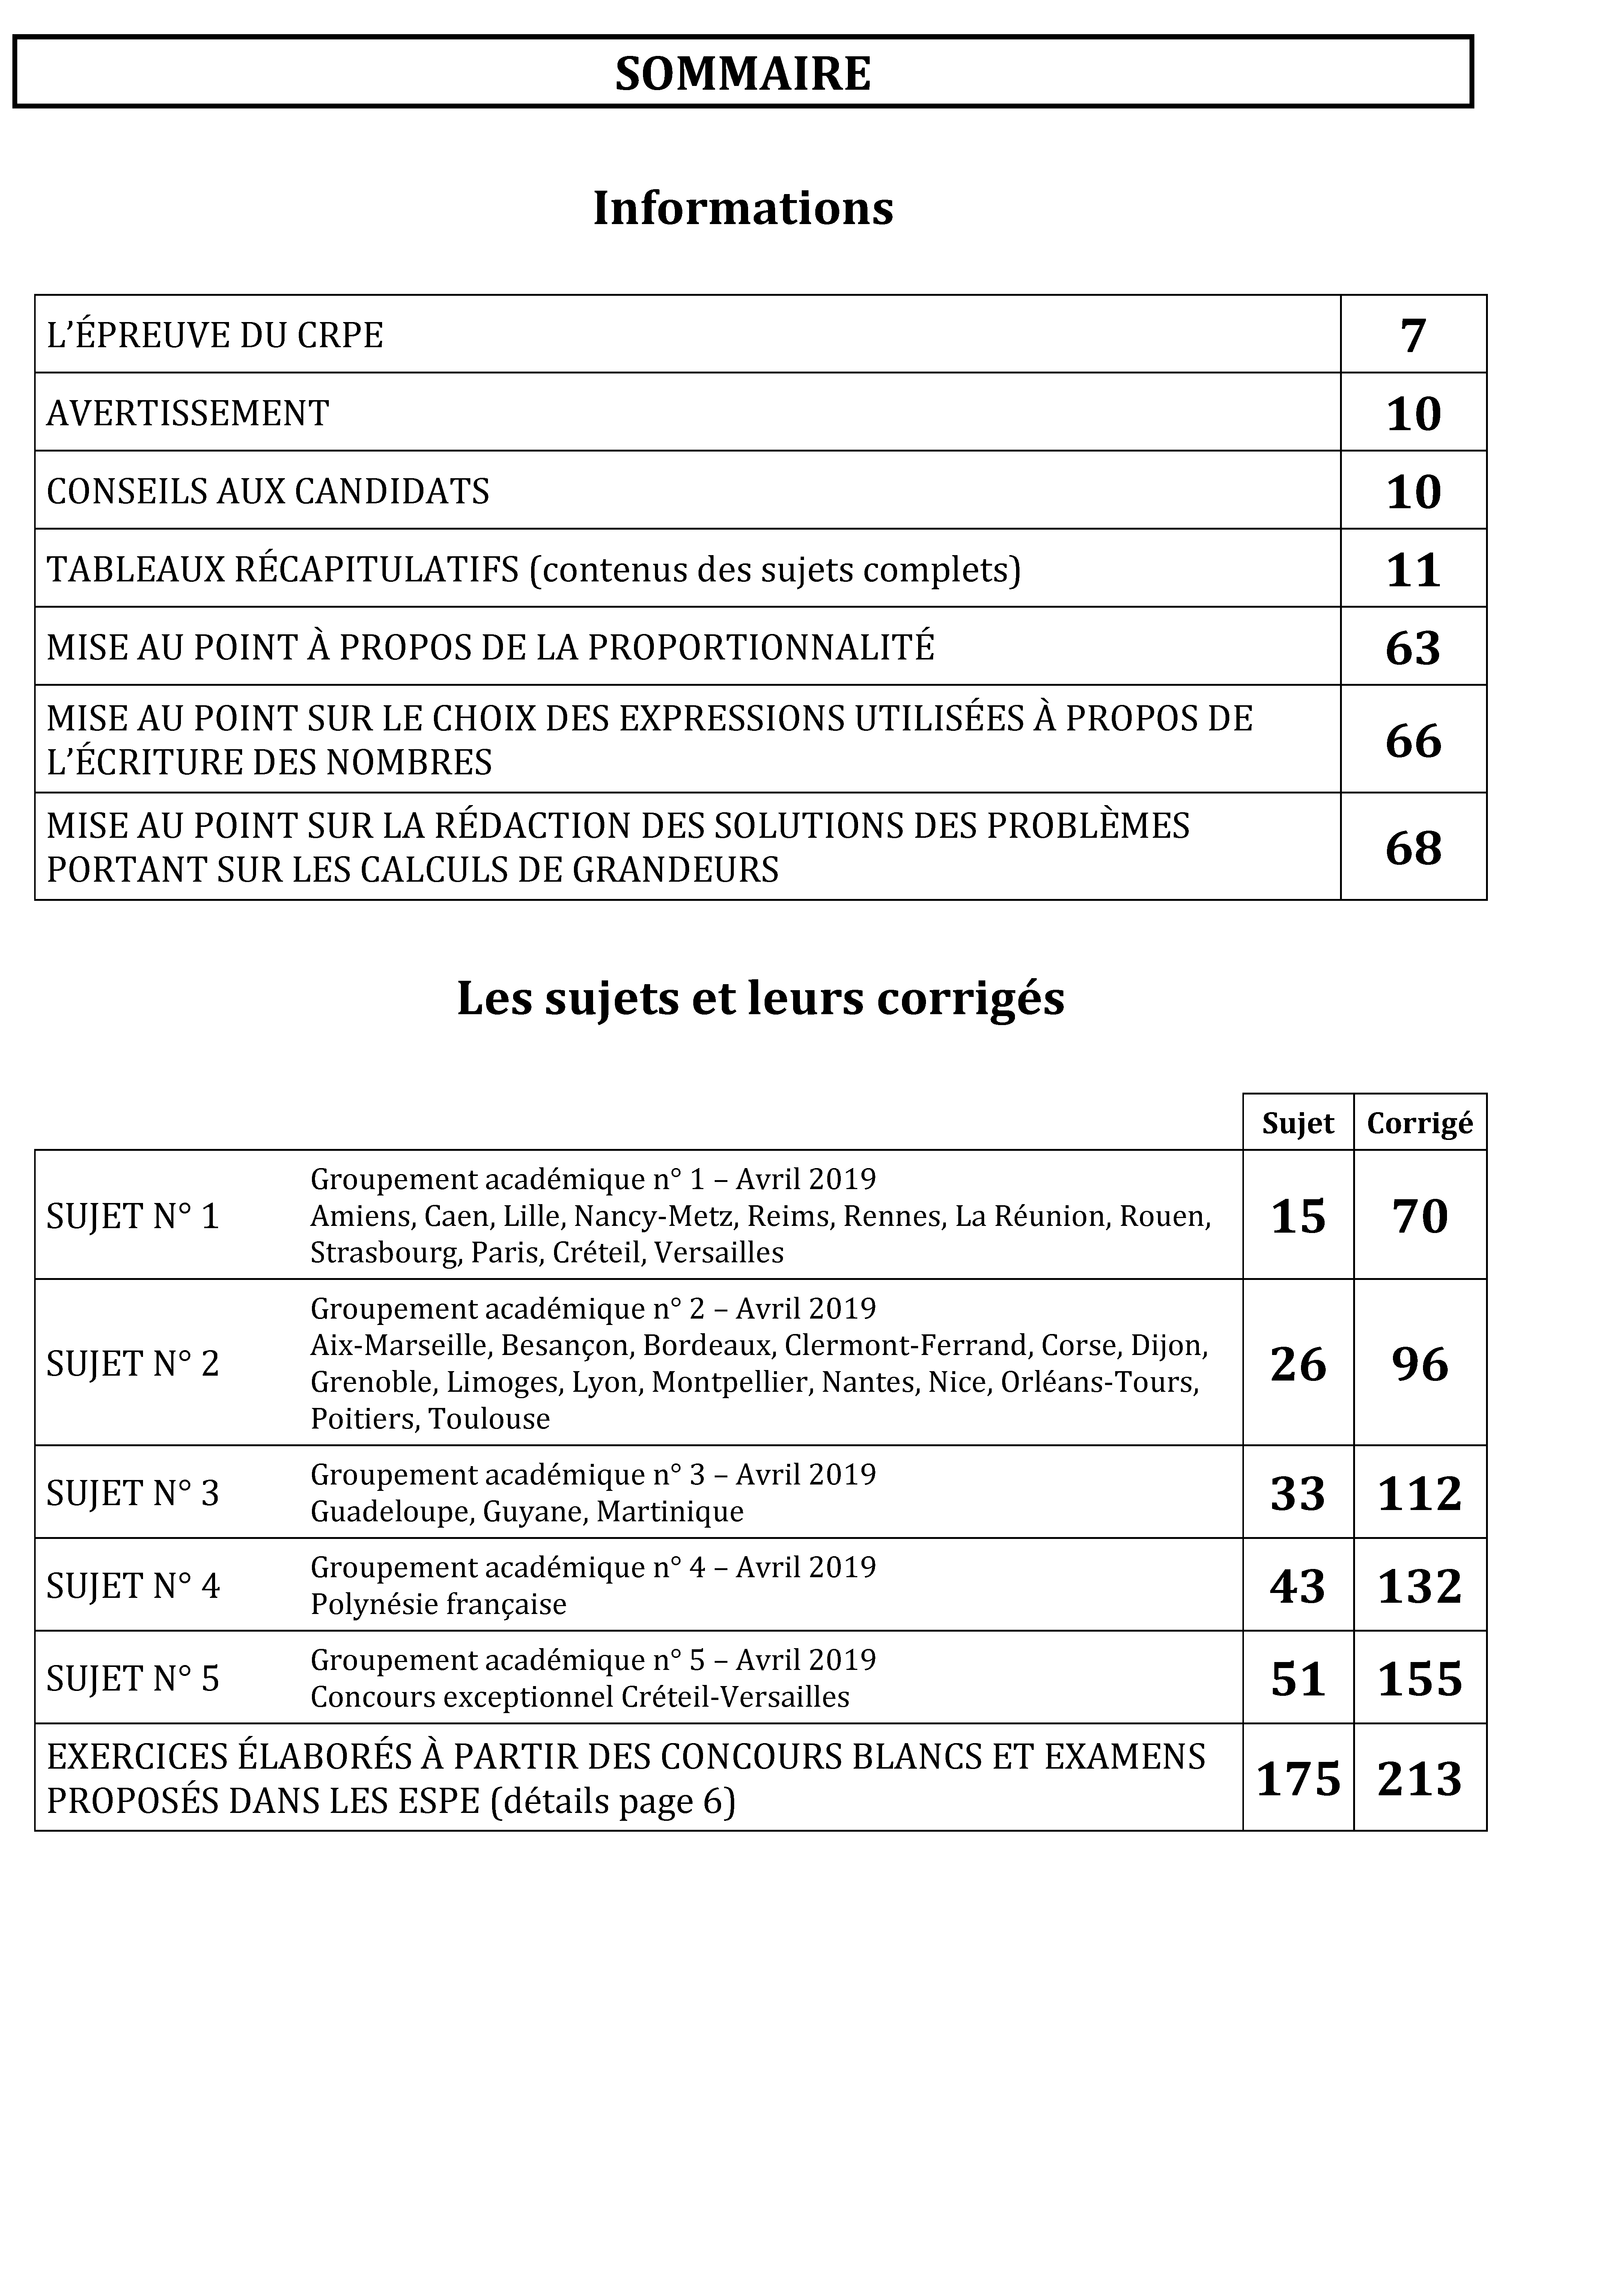 SOMMAIRE
Informations
L’ÉPREUVE DU CRPE 7
AVERTISSEMENT 10
CONSEILS AUX CANDIDATS 10
TABLEAUX RÉCAPITULATIFS (contenus des sujets complets) 11
MISE AU POINT À PROPOS DE LA PROPORTIONNALITÉ 63
MISE AU POINT SUR LE CHOIX DES EXPRESSIONS UTILISÉES À PROPOS DE
L’ÉCRITURE DES NOMBRES
66
MISE AU POINT SUR LA RÉDACTION DES SOLUTIONS DES PROBLÈMES
PORTANT SUR LES CALCULS DE GRANDEURS
68
Les sujets et leurs corrigés
Sujet Corrigé
SUJET N° 1
Groupement académique n° 1 – Avril 2019
Amiens, Caen, Lille, Nancy-Metz, Reims, Rennes, La Réunion, Rouen,
Strasbourg, Paris, Créteil, Versailles
15 70
SUJET N° 2
Groupement académique n° 2 – Avril 2019
Aix-Marseille, Besançon, Bordeaux, Clermont-Ferrand, Corse, Dijon,
Grenoble, Limoges, Lyon, Montpellier, Nantes, Nice, Orléans-Tours,
Poitiers, Toulouse
26 96
SUJET N° 3
Groupement académique n° 3 – Avril 2019
Guadeloupe, Guyane, Martinique
33 112
SUJET N° 4
Groupement académique n° 4 – Avril 2019
Polynésie française
43 132
SUJET N° 5
Groupement académique n° 5 – Avril 2019
Concours exceptionnel Créteil-Versailles
51 155
EXERCICES ÉLABORÉS À PARTIR DES CONCOURS BLANCS ET EXAMENS
PROPOSÉS DANS LES ESPE (détails page 6)
175 213